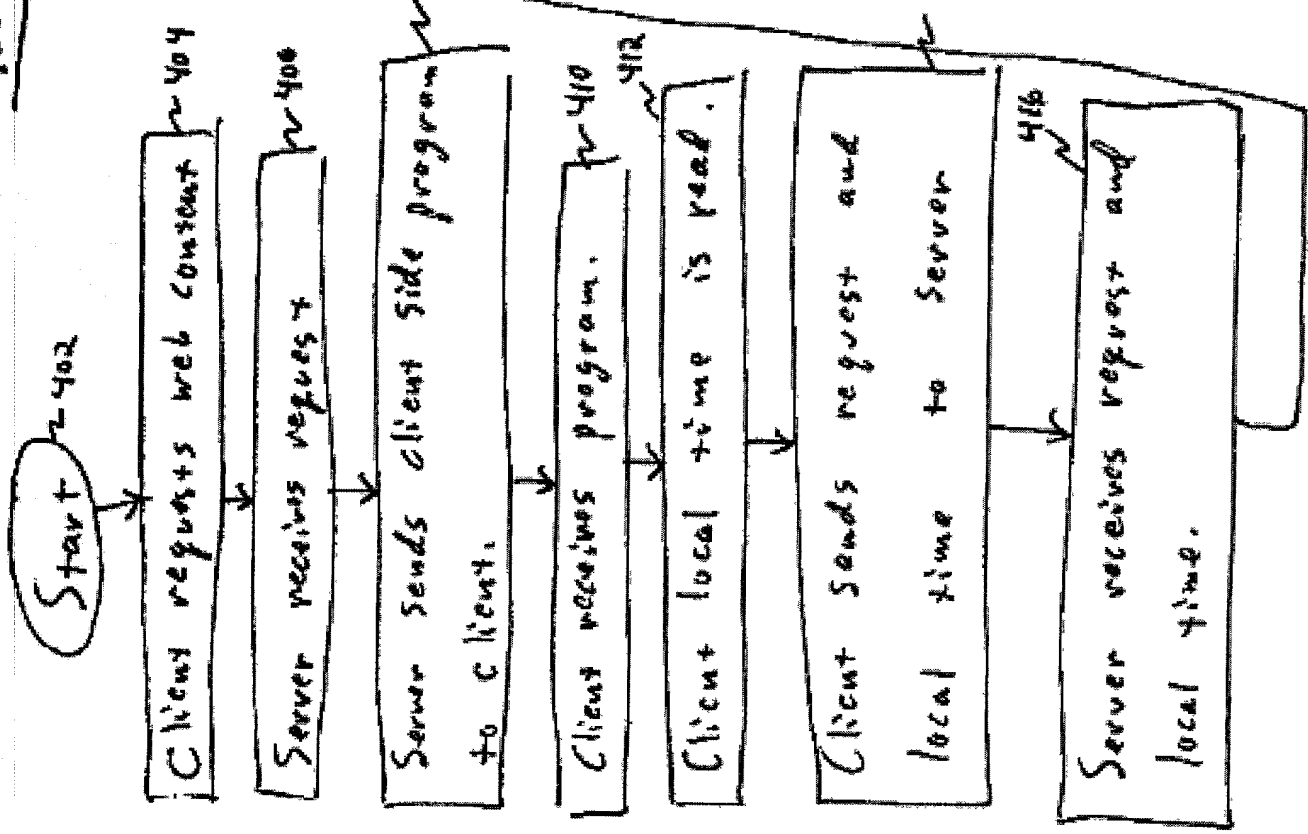 Start
402
Client requests web content
404
Server receives request
406
Server sends client side program
to client.
Client receives program.
410
Client local time is read.
412
Client sends request and
local time to server
Server receives request and
local time.
416